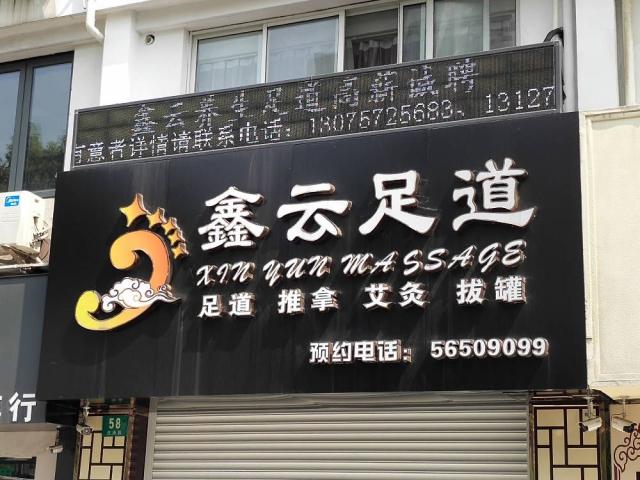 鑫云养生足道高薪诚聘
有意者详情请联系电话：18075725683、13127
鑫云足道
XIN YUN MASSAGE
足道 推拿 艾灸 拔罐
预约电话：56509099
行
58